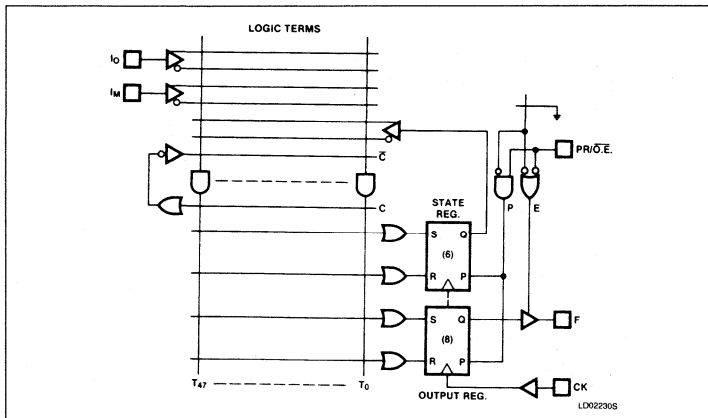 LOGIC TERMS
I0
IM
C̅
C
PR/O̅.E̅.
P
E
STATE
REG.
S Q
(6)
R P
S Q
(8)
R P
F
T47
T0
OUTPUT REG.
CK
LD02230S